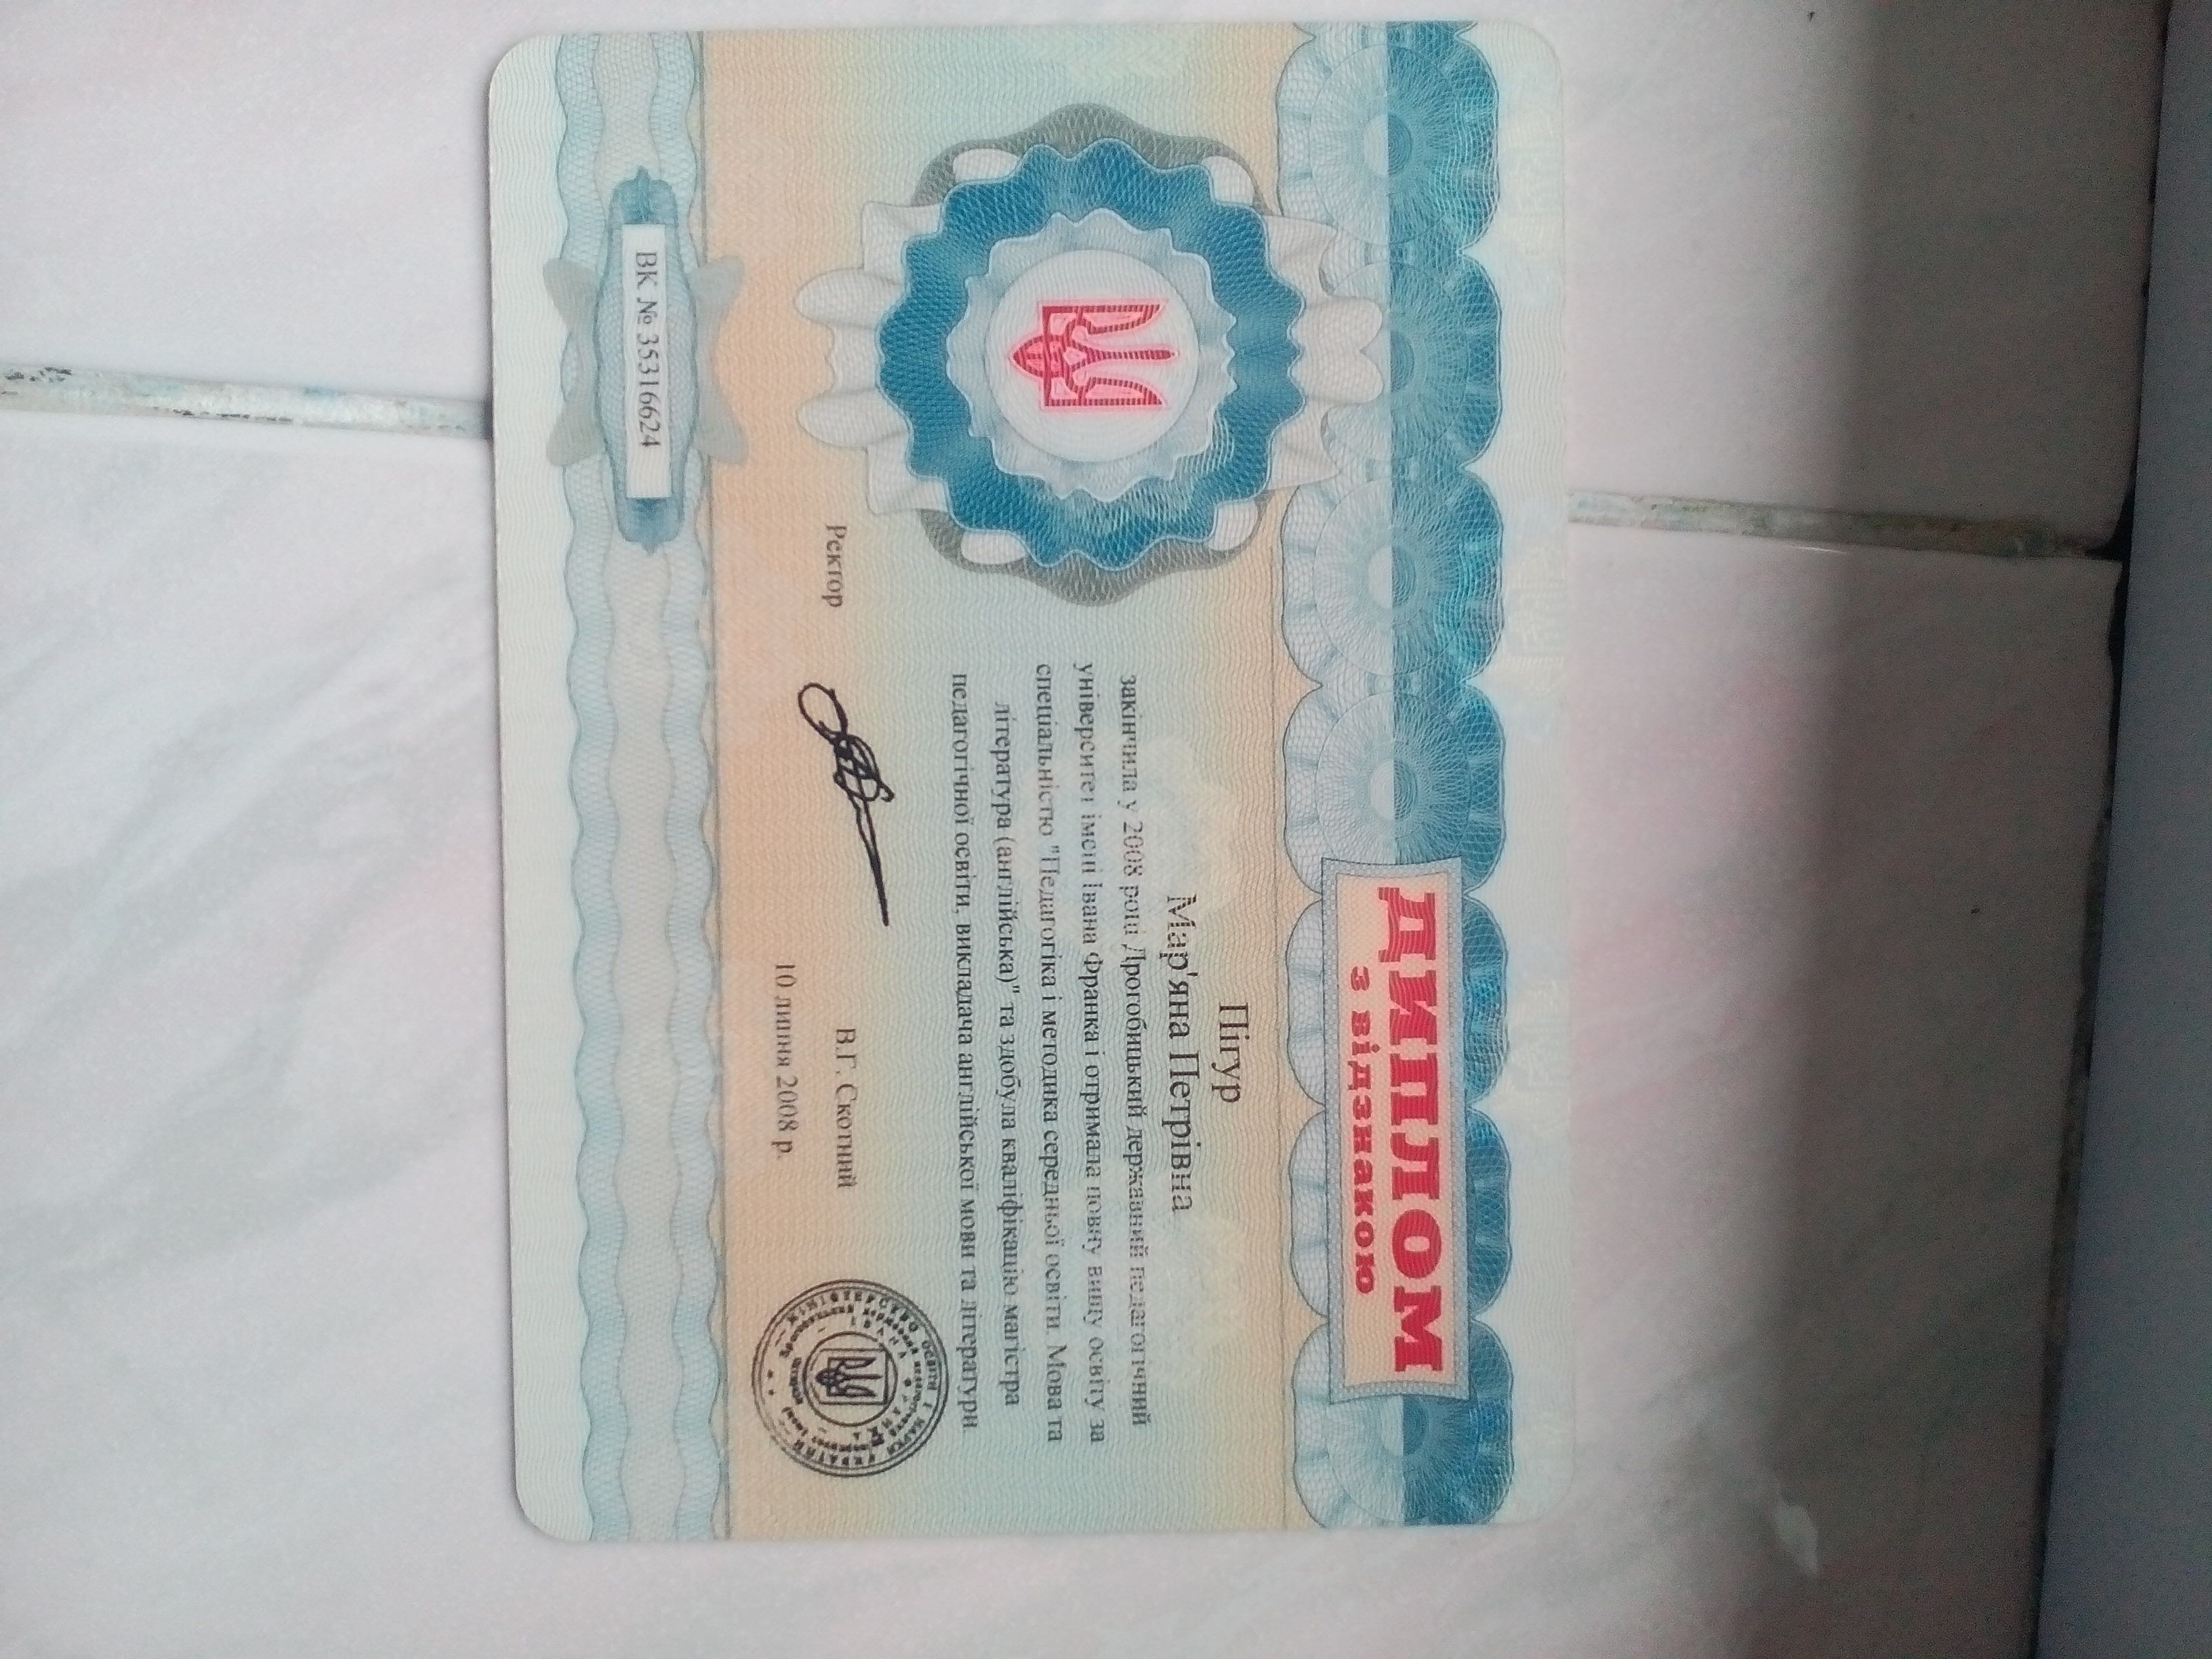 ДИПЛОМ
з відзнакою
Пігур
Мар'яна Петрівна
закінчила у 2008 році Дрогобицький державний педагогічний
університет імені Івана Франка і отримала повну вищу освіту за
спеціальністю "Педагогіка і методика середньої освіти. Мова та
література (англійська)" та здобула кваліфікацію магістра
педагогічної освіти, викладача англійської мови та літератури.
Ректор
В.Г. Скотний
10 липня 2008 р.
ВК № 35316624